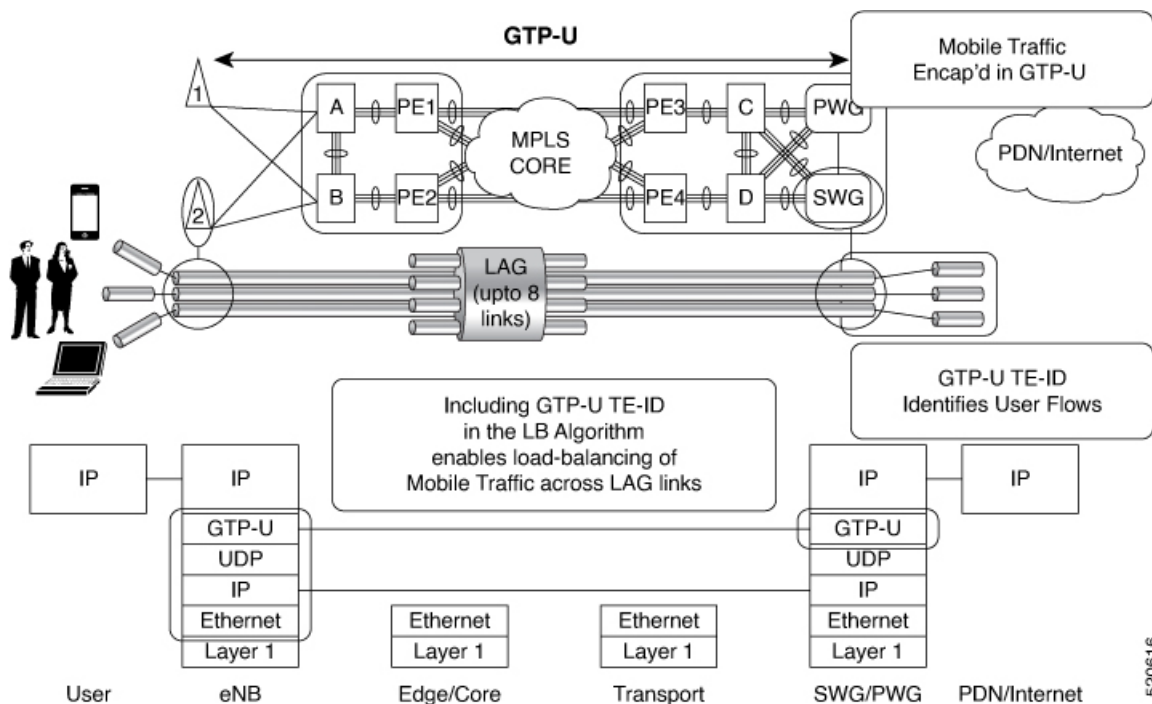 GTP-U
Mobile Traffic
Encap'd in GTP-U
1
A
PE1
PE3
C
PWG
MPLS
CORE
PDN/Internet
B
PE2
PE4
D
SWG
2
LAG
(upto 8
links)
GTP-U TE-ID
Identifies User Flows
Including GTP-U TE-ID
in the LB Algorithm
enables load-balancing of
Mobile Traffic across LAG links
IP
IP
IP
IP
GTP-U
GTP-U
UDP
UDP
IP
IP
Ethernet
Ethernet
Ethernet
Ethernet
Layer 1
Layer 1
Layer 1
Layer 1
User
eNB
Edge/Core
Transport
SWG/PWG
PDN/Internet
520616